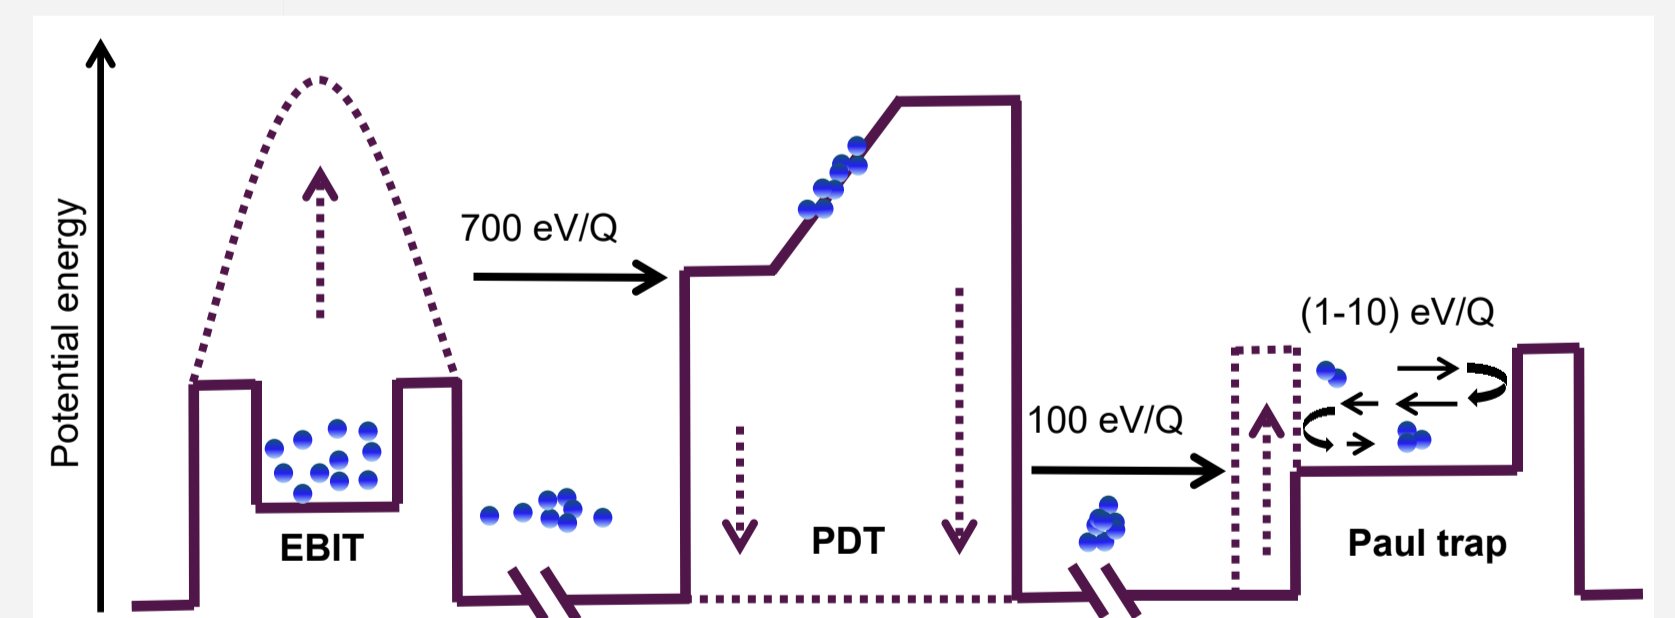 Potential energy
700 eV/Q
(1-10) eV/Q
100 eV/Q
EBIT
PDT
Paul trap